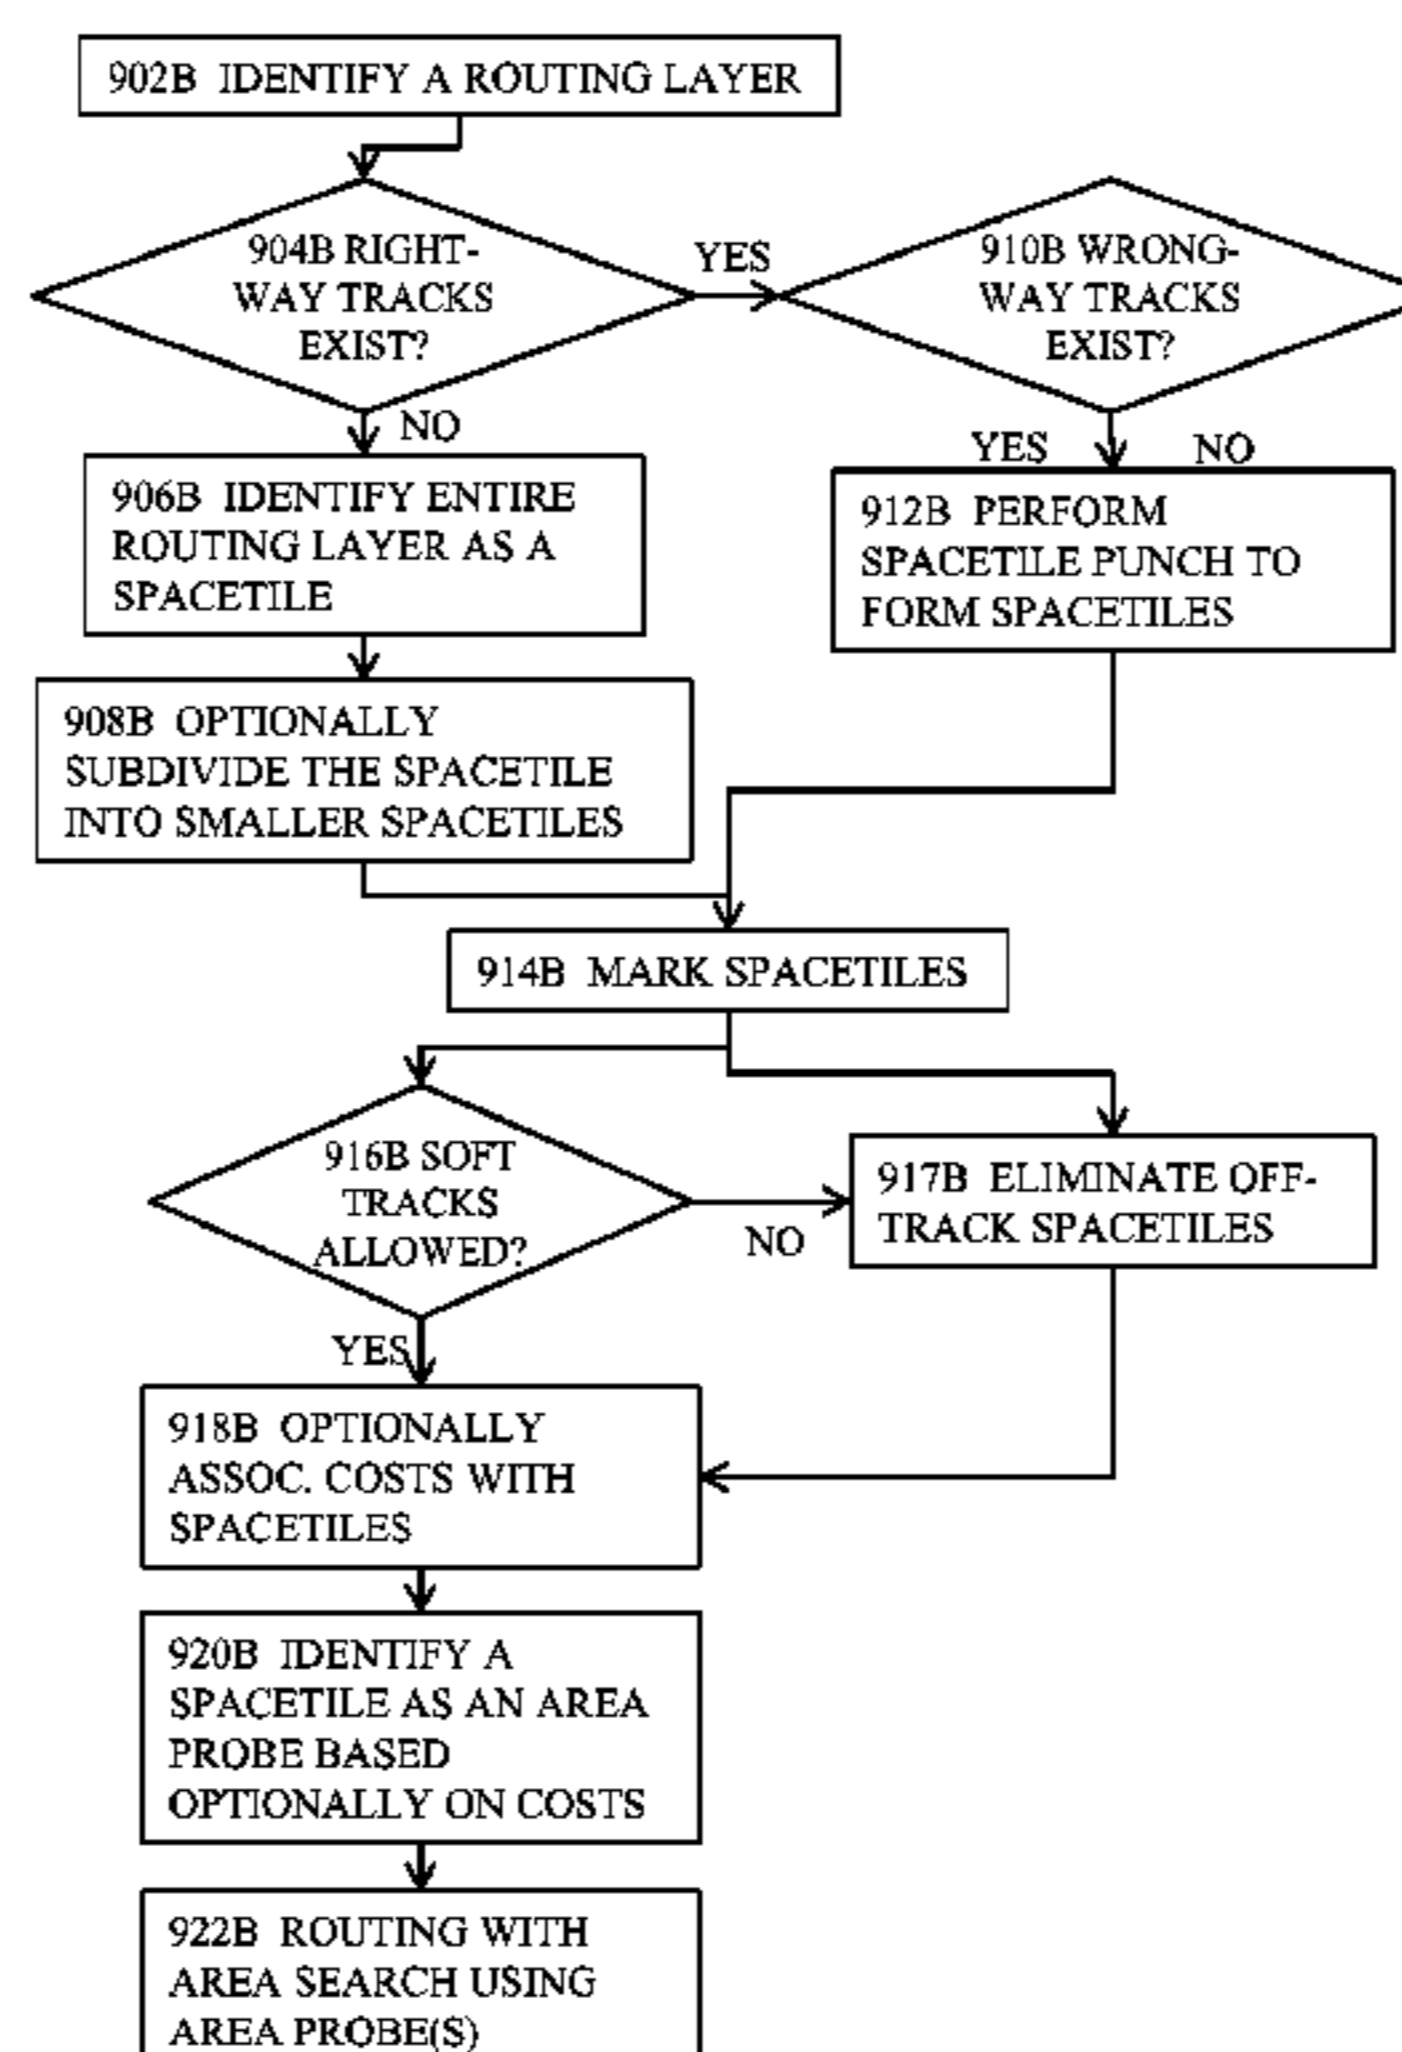 902B IDENTIFY A ROUTING LAYER
904B RIGHT-
WAY TRACKS
EXIST?
YES
910B WRONG-
WAY TRACKS
EXIST?
NO
YES
NO
906B IDENTIFY ENTIRE
ROUTING LAYER AS A
SPACETILE
912B PERFORM
SPACETILE PUNCH TO
FORM SPACETILES
908B OPTIONALLY
SUBDIVIDE THE SPACETILE
INTO SMALLER SPACETILES
914B MARK SPACETILES
916B SOFT
TRACKS
ALLOWED?
NO
917B ELIMINATE OFF-
TRACK SPACETILES
YES
918B OPTIONALLY
ASSOC. COSTS WITH
SPACETILES
920B IDENTIFY A
SPACETILE AS AN AREA
PROBE BASED
OPTIONALLY ON COSTS
922B ROUTING WITH
AREA SEARCH USING
AREA PROBE(S)